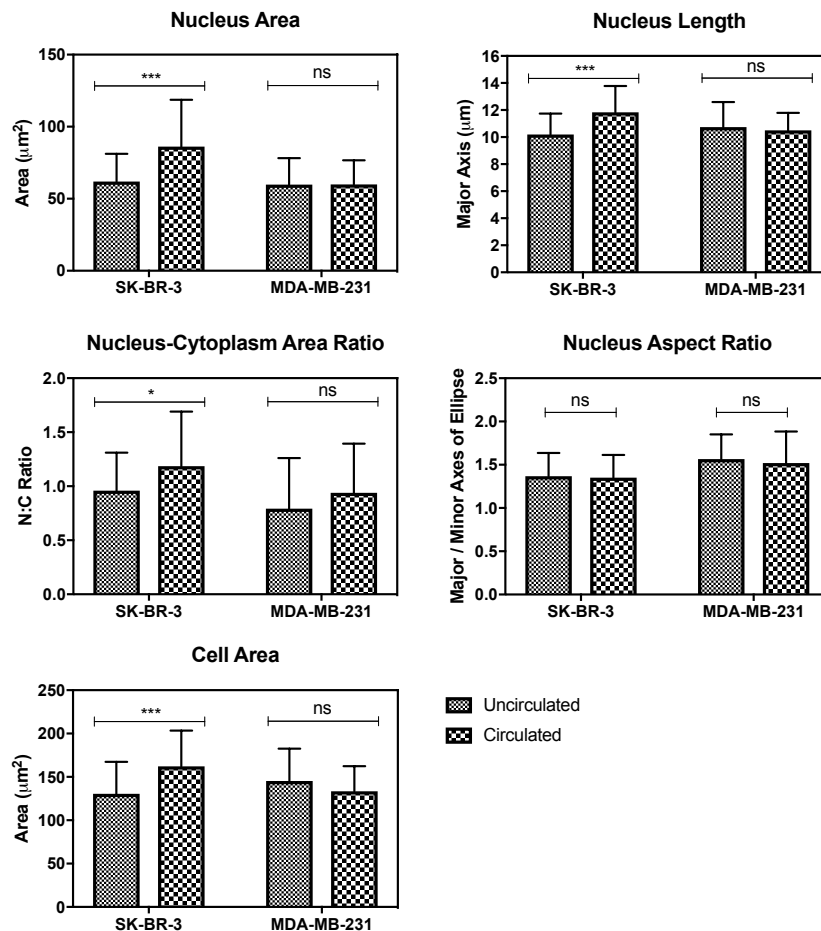 Nucleus Area
Area (μm²)
150
100
50
0
***
ns
SK-BR-3
MDA-MB-231
Nucleus Length
Major Axis (μm)
16
14
12
10
8
6
4
2
0
***
ns
SK-BR-3
MDA-MB-231
Nucleus-Cytoplasm Area Ratio
N:C Ratio
2.0
1.5
1.0
0.5
0.0
*
ns
SK-BR-3
MDA-MB-231
Nucleus Aspect Ratio
Major / Minor Axes of Ellipse
2.5
2.0
1.5
1.0
0.5
0.0
ns
ns
SK-BR-3
MDA-MB-231
Cell Area
Area (μm²)
250
200
150
100
50
0
***
ns
SK-BR-3
MDA-MB-231
Uncirculated
Circulated